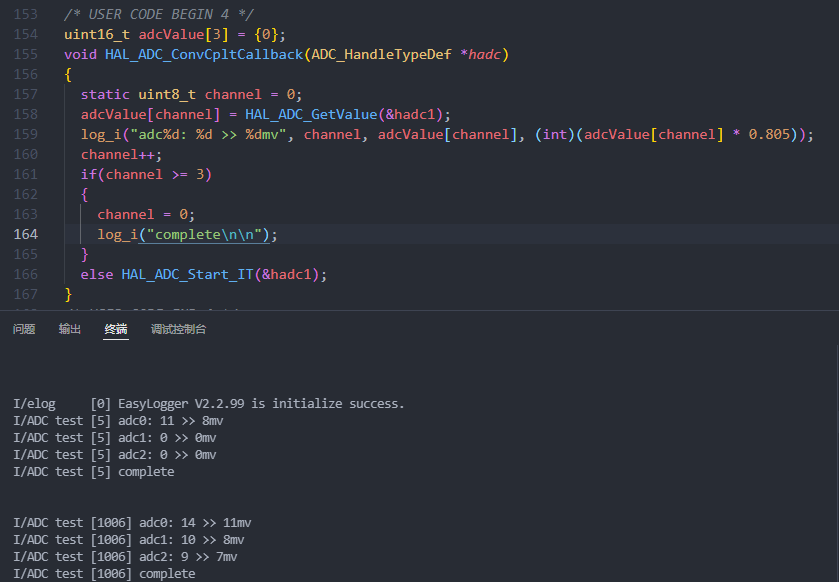 153 /* USER CODE BEGIN 4 */
154 uint16_t adcValue[3] = {0};
155 void HAL_ADC_ConvCpltCallback(ADC_HandleTypeDef *hadc)
156 {
157 static uint8_t channel = 0;
158 adcValue[channel] = HAL_ADC_GetValue(&hadc1);
159 log_i("adc%d: %d >> %dmv", channel, adcValue[channel], (int)(adcValue[channel] * 0.805));
160 channel++;
161 if(channel >= 3)
162 {
163 channel = 0;
164 log_i("complete\n\n");
165 }
166 else HAL_ADC_Start_IT(&hadc1);
167 }
问题 输出 终端 调试控制台
I/elog [0] EasyLogger V2.2.99 is initialize success.
I/ADC test [5] adc0: 11 >> 8mv
I/ADC test [5] adc1: 0 >> 0mv
I/ADC test [5] adc2: 0 >> 0mv
I/ADC test [5] complete
I/ADC test [1006] adc0: 14 >> 11mv
I/ADC test [1006] adc1: 10 >> 8mv
I/ADC test [1006] adc2: 9 >> 7mv
I/ADC test [1006] complete